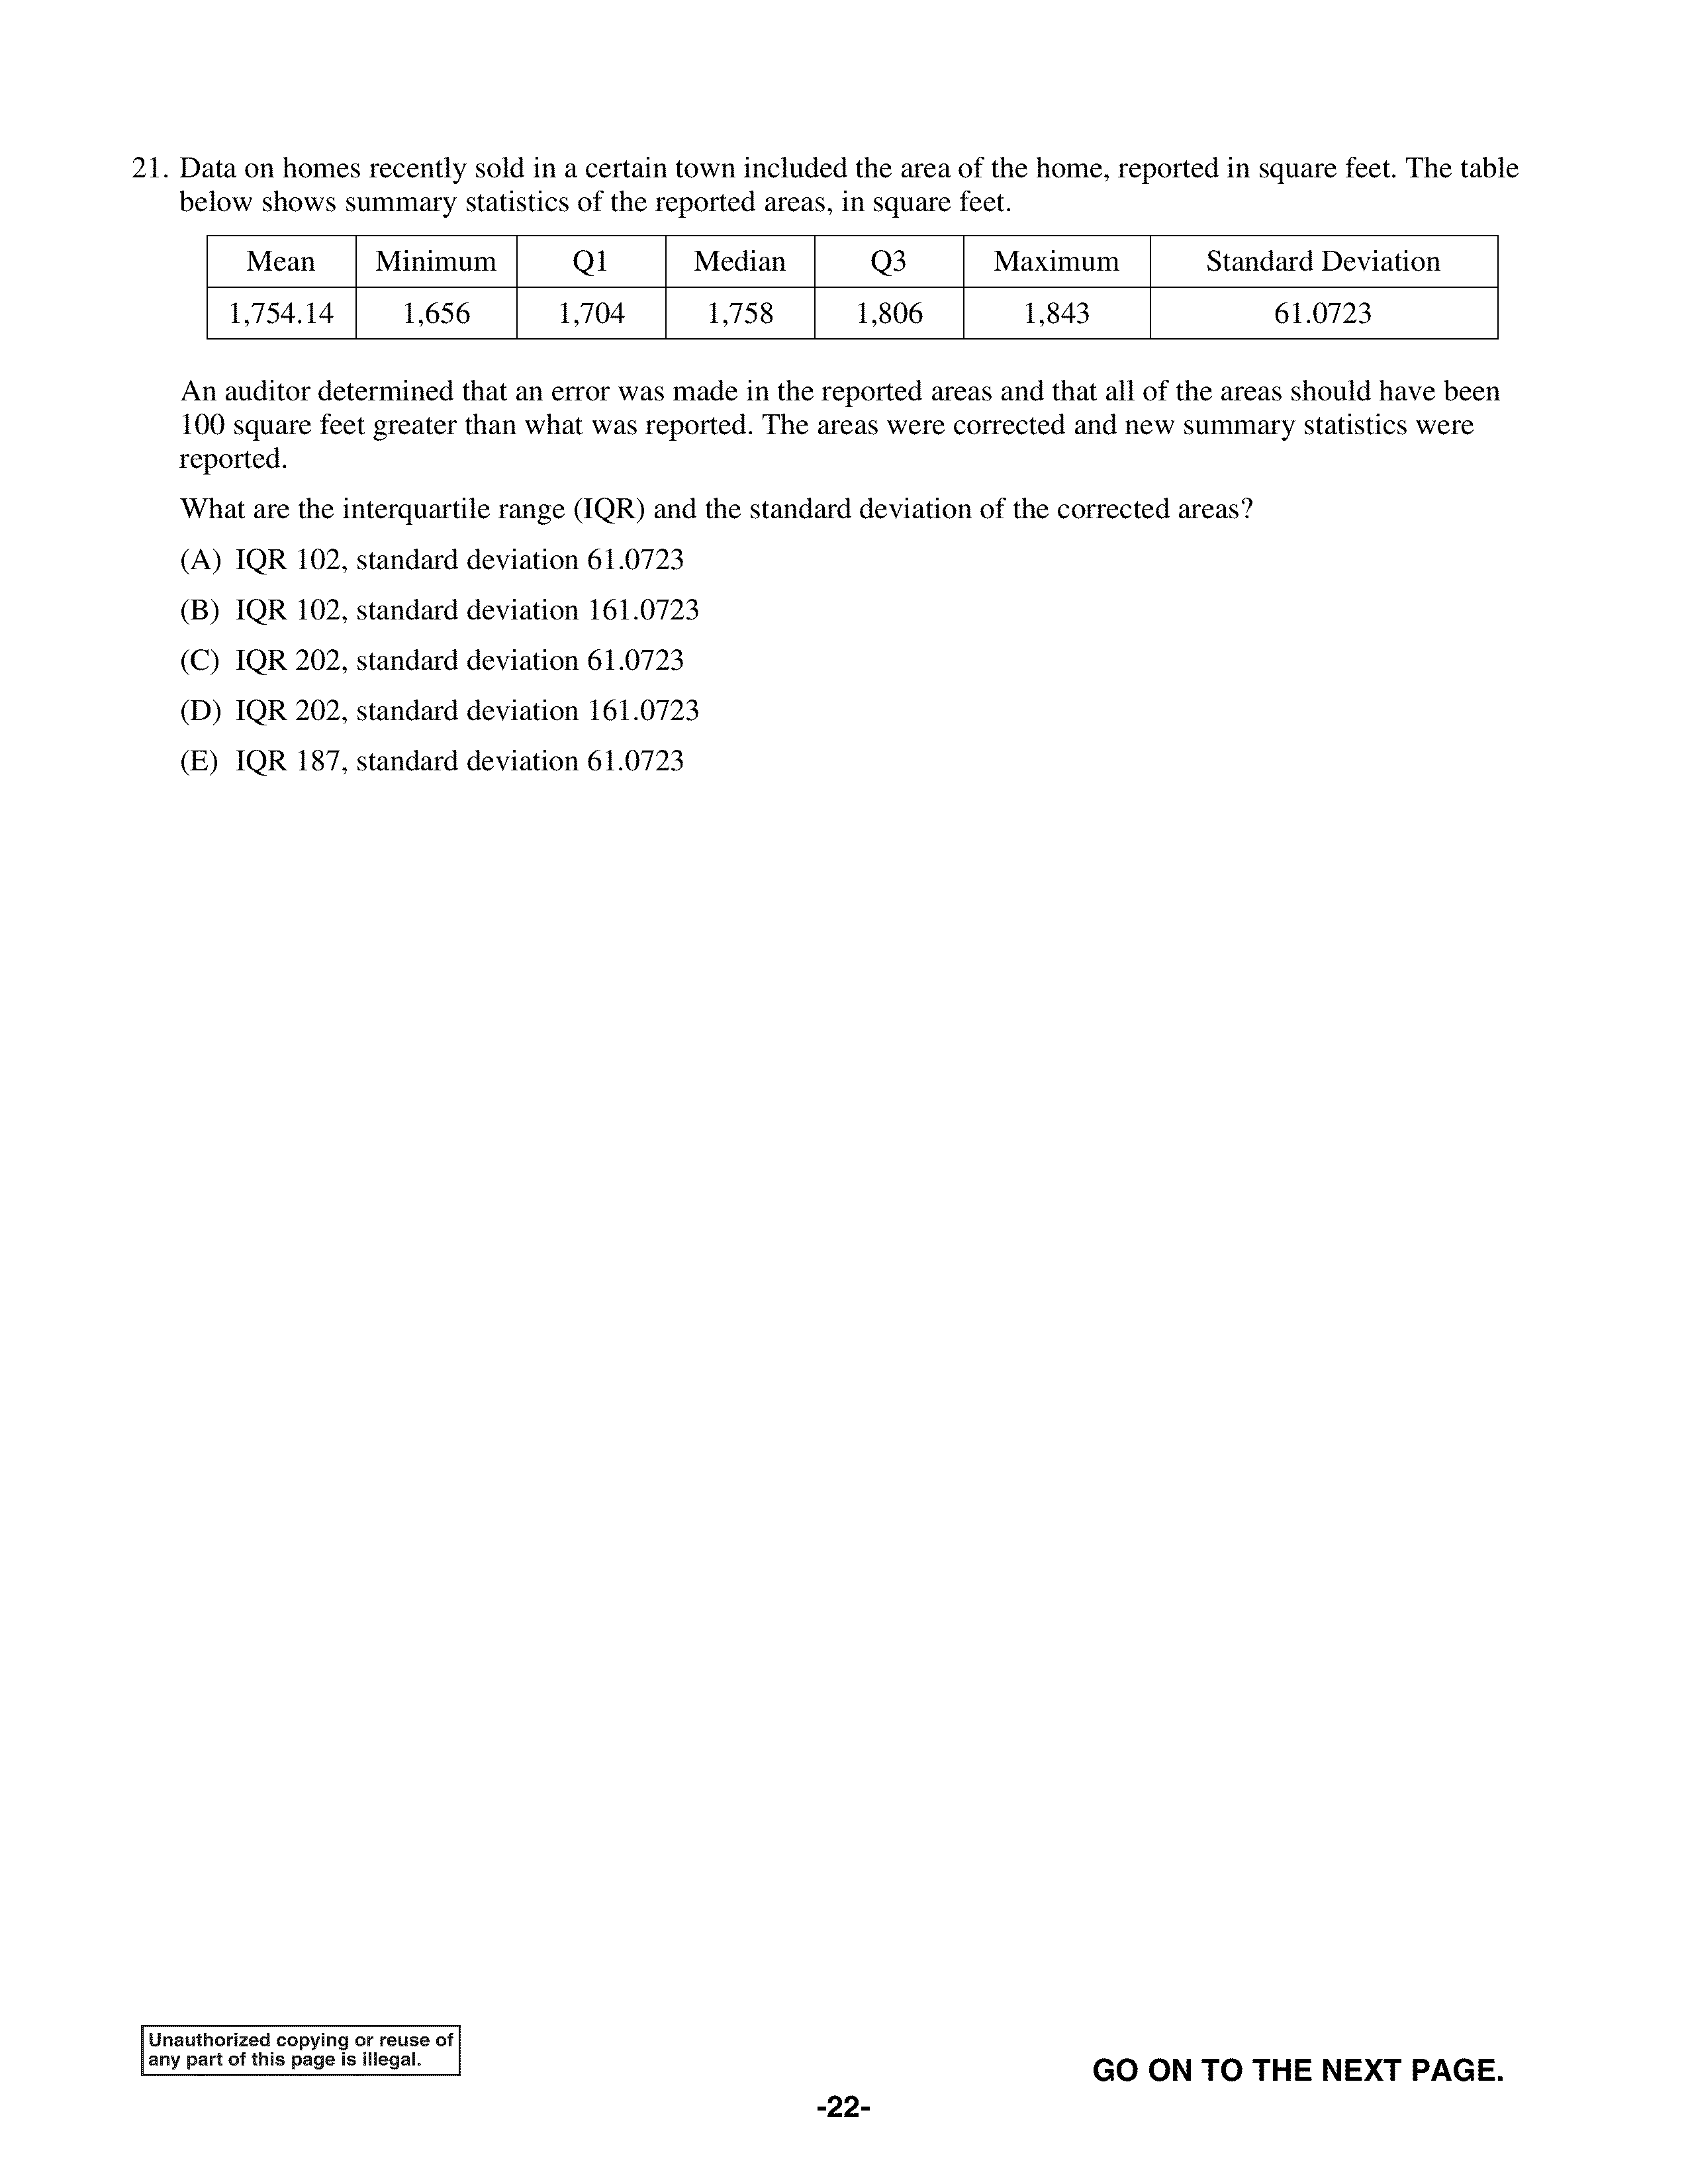 21. Data on homes recently sold in a certain town included the area of the home, reported in square feet. The table
below shows summary statistics of the reported areas, in square feet.
Mean Minimum Q1 Median Q3 Maximum Standard Deviation
1,754.14 1,656 1,704 1,758 1,806 1,843 61.0723
An auditor determined that an error was made in the reported areas and that all of the areas should have been
100 square feet greater than what was reported. The areas were corrected and new summary statistics were
reported.
What are the interquartile range (IQR) and the standard deviation of the corrected areas?
(A) IQR 102, standard deviation 61.0723
(B) IQR 102, standard deviation 161.0723
(C) IQR 202, standard deviation 61.0723
(D) IQR 202, standard deviation 161.0723
(E) IQR 187, standard deviation 61.0723
Unauthorized copying or reuse of
any part of this page is illegal.
GO ON TO THE NEXT PAGE.
-22-